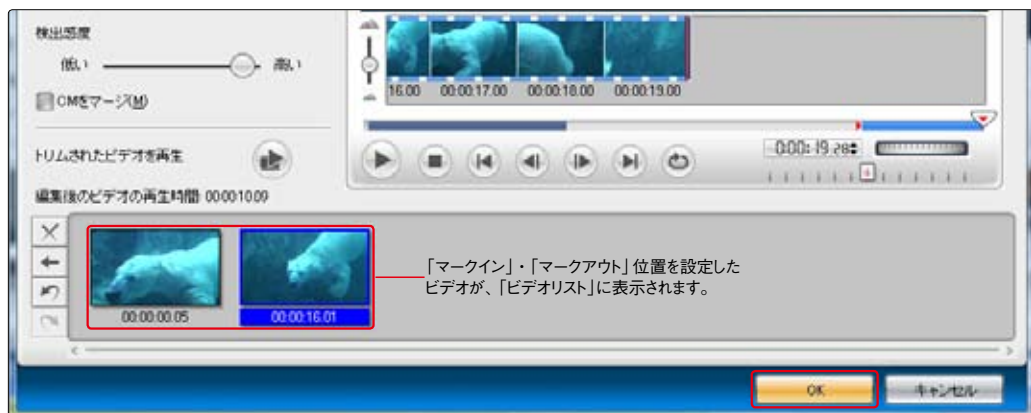 検出感度
低い 高い
CMをマージ(M)
トリムされたビデオを再生
編集後のビデオの再生時間 00:00:10.09
16.00 00:00:17.00 00:00:18.00 00:00:19.00
0:00:19.28
00:00:00.05 00:00:16.01
「マークイン」・「マークアウト」位置を設定した
ビデオが、「ビデオリスト」に表示されます。
OK キャンセル